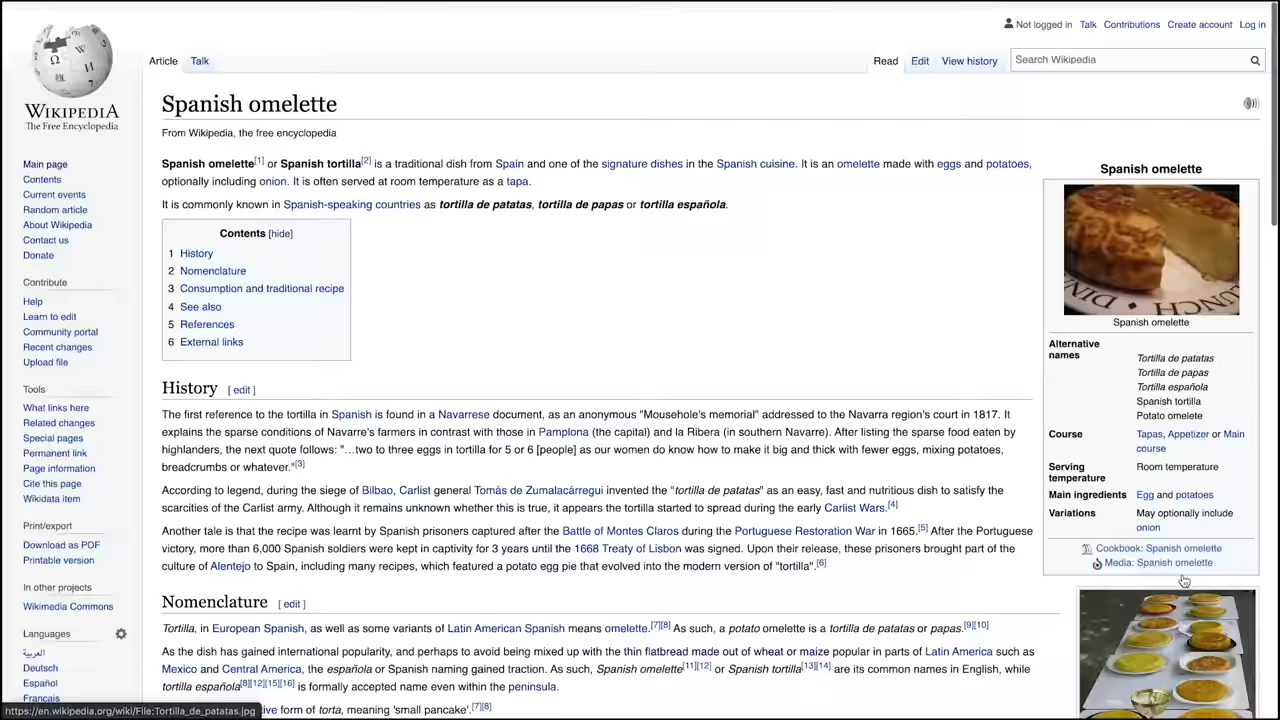 Not logged in Talk Contributions Create account Log in
Article Talk Read Edit View history Search Wikipedia
WIKIPEDIA
The Free Encyclopedia
Main page
Contents
Current events
Random article
About Wikipedia
Contact us
Donate
Contribute
Help
Learn to edit
Community portal
Recent changes
Upload file
Tools
What links here
Related changes
Special pages
Permanent link
Page information
Cite this page
Wikidata item
Print/export
Download as PDF
Printable version
In other projects
Wikimedia Commons
Languages
العربية
Deutsch
Español
Français
Spanish omelette
From Wikipedia, the free encyclopedia
Spanish omelette[1] or Spanish tortilla[2] is a traditional dish from Spain and one of the signature dishes in the Spanish cuisine. It is an omelette made with eggs and potatoes,
optionally including onion. It is often served at room temperature as a tapa.
It is commonly known in Spanish-speaking countries as tortilla de patatas, tortilla de papas or tortilla española.
Contents [hide]
1 History
2 Nomenclature
3 Consumption and traditional recipe
4 See also
5 References
6 External links
History [ edit ]
The first reference to the tortilla in Spanish is found in a Navarrese document, as an anonymous "Mousehole's memorial" addressed to the Navarra region's court in 1817. It
explains the sparse conditions of Navarre's farmers in contrast with those in Pamplona (the capital) and la Ribera (in southern Navarre). After listing the sparse food eaten by
highlanders, the next quote follows: "…two to three eggs in tortilla for 5 or 6 [people] as our women do know how to make it big and thick with fewer eggs, mixing potatoes,
breadcrumbs or whatever."[3]
According to legend, during the siege of Bilbao, Carlist general Tomás de Zumalacárregui invented the "tortilla de patatas" as an easy, fast and nutritious dish to satisfy the
scarcities of the Carlist army. Although it remains unknown whether this is true, it appears the tortilla started to spread during the early Carlist Wars.[4]
Another tale is that the recipe was learnt by Spanish prisoners captured after the Battle of Montes Claros during the Portuguese Restoration War in 1665.[5] After the Portuguese
victory, more than 6,000 Spanish soldiers were kept in captivity for 3 years until the 1668 Treaty of Lisbon was signed. Upon their release, these prisoners brought part of the
culture of Alentejo to Spain, including many recipes, which featured a potato egg pie that evolved into the modern version of "tortilla".[6]
Nomenclature [ edit ]
Tortilla, in European Spanish, as well as some variants of Latin American Spanish means omelette.[7][8] As such, a potato omelette is a tortilla de patatas or papas.[9][10]
As the dish has gained international popularity, and perhaps to avoid being mixed up with the thin flatbread made out of wheat or maize popular in parts of Latin America such as
Mexico and Central America, the española or Spanish naming gained traction. As such, Spanish omelette[11][12] or Spanish tortilla[13][14] are its common names in English, while
tortilla española[8][12][15][16] is formally accepted name even within the peninsula.
form of torta, meaning 'small pancake'.[7][8]
Spanish omelette
LUNCH DIN
Spanish omelette
Alternative names
Tortilla de patatas
Tortilla de papas
Tortilla española
Spanish tortilla
Potato omelette
Course Tapas, Appetizer or Main
course
Serving temperature Room temperature
Main ingredients Egg and potatoes
Variations May optionally include
onion
Cookbook: Spanish omelette
Media: Spanish omelette
https://en.wikipedia.org/wiki/File:Tortilla_de_patatas.jpg